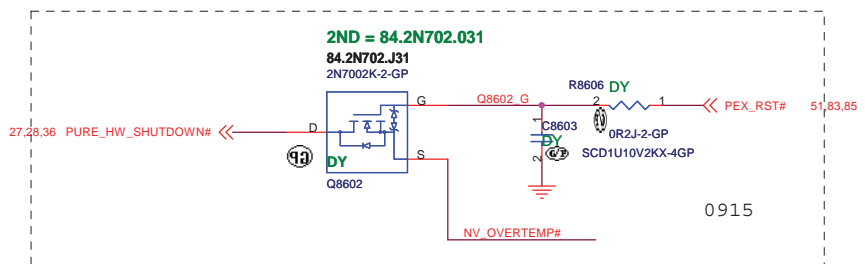 2ND = 84.2N702.031
84.2N702.J31
2N7002K-2-GP
R8606 DY
G Q8602_G 2 1 PEX_RST# 51,83,85
27,28,36 PURE_HW_SHUTDOWN# D
1 C8603 0R2J-2-GP
DY
DY S 2 SCD1U10V2KX-4GP
Q8602
0915
NV_OVERTEMP#